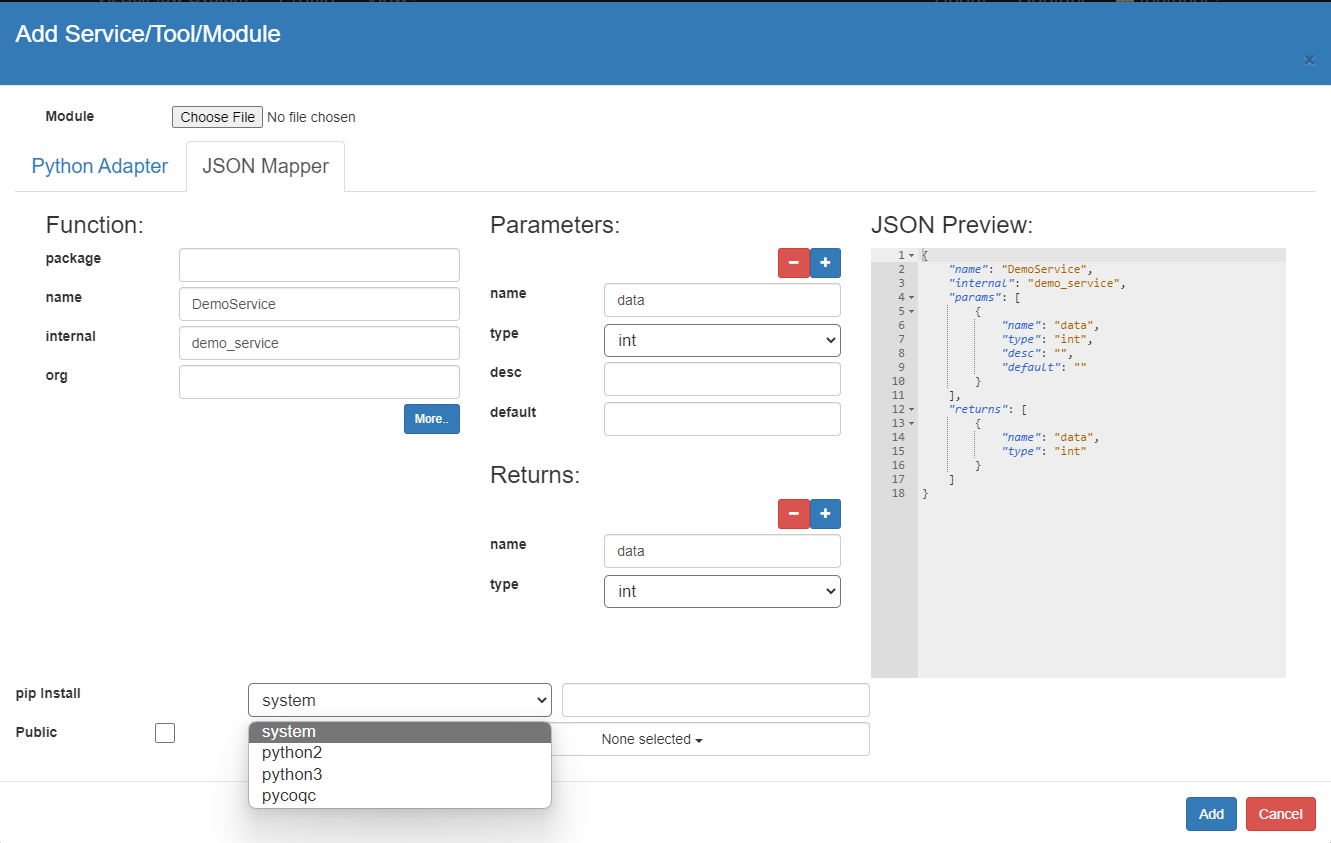 Add Service/Tool/Module
×
Module
Choose File No file chosen
Python Adapter
JSON Mapper
Function:
package
name
DemoService
internal
demo_service
org
More..
Parameters:
− +
name
data
type
int
desc
default
Returns:
− +
name
data
type
int
JSON Preview:
1 {
2 "name": "DemoService",
3 "internal": "demo_service",
4 "params": [
5 {
6 "name": "data",
7 "type": "int",
8 "desc": "",
9 "default": ""
10 }
11 ],
12 "returns": [
13 {
14 "name": "data",
15 "type": "int"
16 }
17 ]
18 }
pip Install
system
Public
None selected
system
python2
python3
pycoqc
Add
Cancel